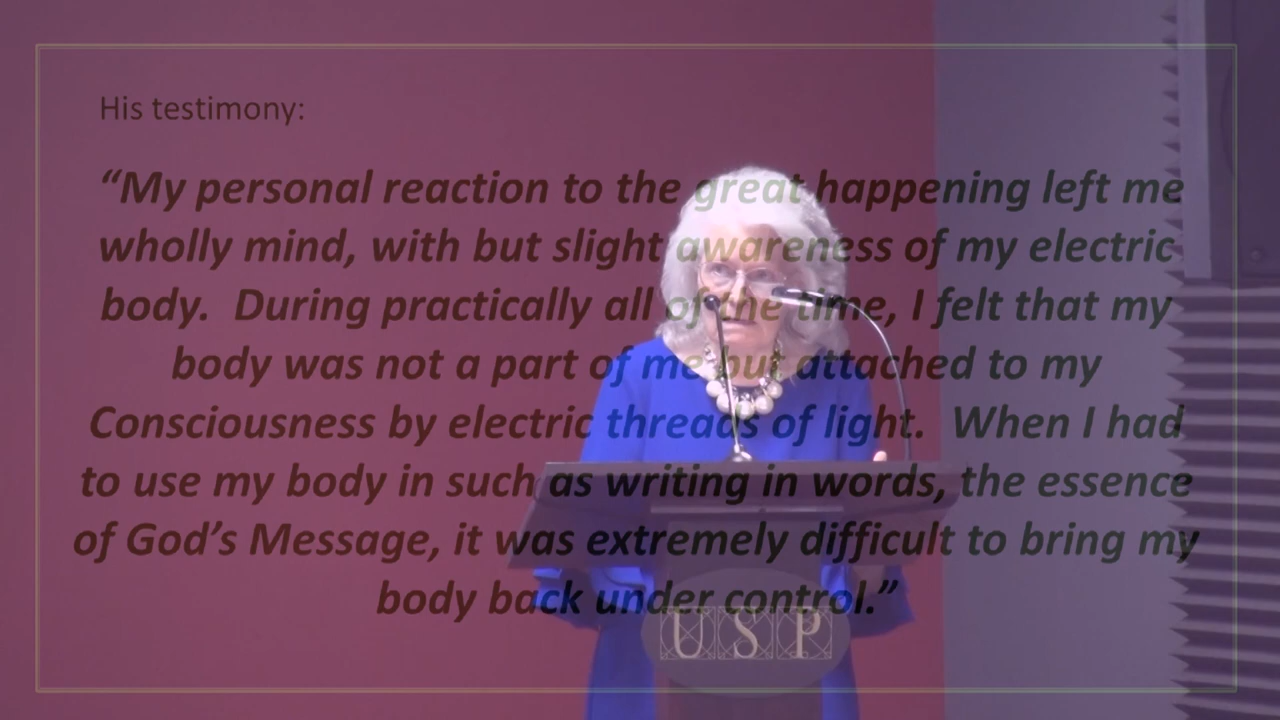 His testimony:
“My personal reaction to the great happening left me
wholly mind, with but slight awareness of my electric
body.  During practically all of the time, I felt that my
body was not a part of me but attached to my
Consciousness by electric threads of light.  When I had
to use my body in such as writing in words, the essence
of God’s Message, it was extremely difficult to bring my
body back under control.”
USP